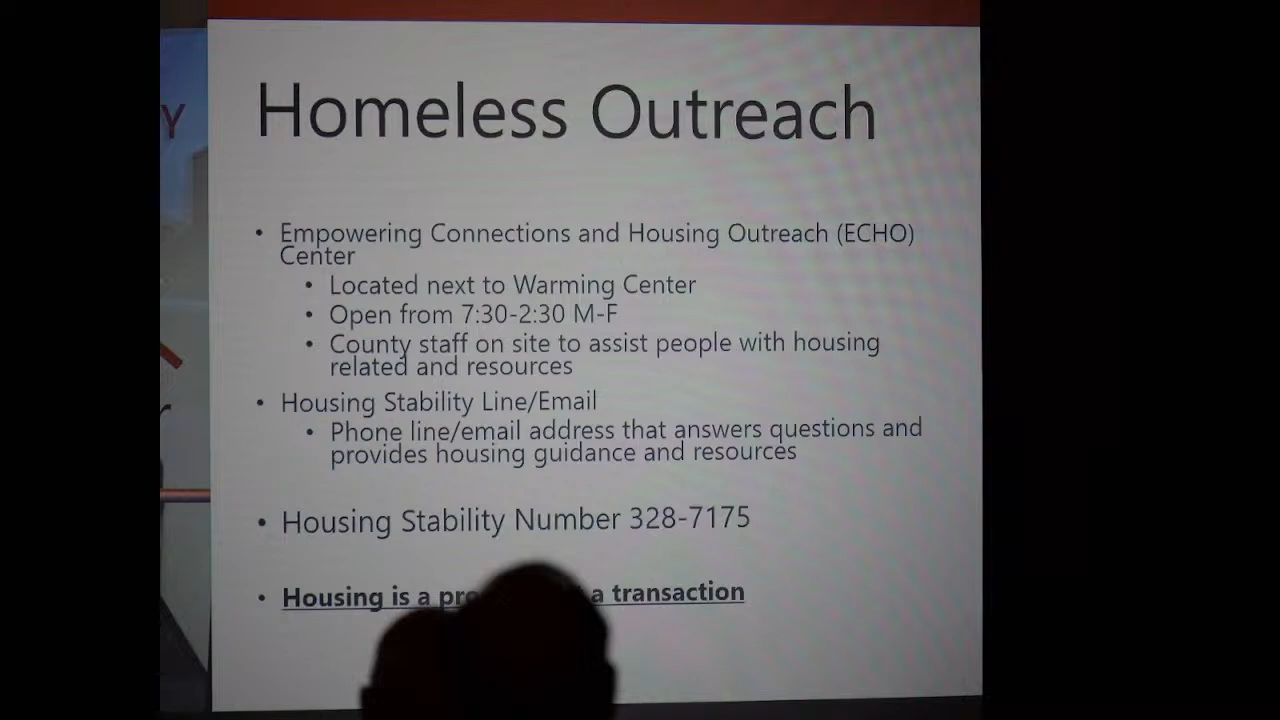 Y
Homeless Outreach
• Empowering Connections and Housing Outreach (ECHO)
Center
• Located next to Warming Center
• Open from 7:30-2:30 M-F
• County staff on site to assist people with housing
related and resources
• Housing Stability Line/Email
• Phone line/email address that answers questions and
provides housing guidance and resources
• Housing Stability Number 328-7175
• Housing is a a transaction